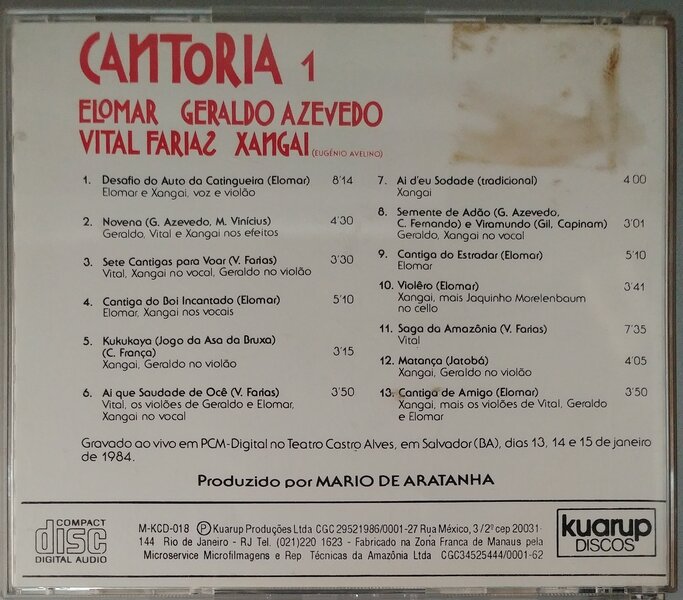 CANTORIA 1
ELOMAR GERALDO AZEVEDO
VITAL FARIAS XANGAI (EUGÊNIO AVELINO)
1. Desafio do Auto da Catingueira (Elomar) 8'14
Elomar e Xangai, voz e violão
2. Novena (G. Azevedo, M. Vinícius) 4'30
Geraldo, Vital e Xangai nos efeitos
3. Sete Cantigas para Voar (V. Farias) 3'30
Vital, Xangai no vocal, Geraldo no violão
4. Cantiga do Boi Incantado (Elomar) 5'10
Elomar, Xangai nos vocais
5. Kukukaya (Jogo da Asa da Bruxa)
(C. França) 3'15
Xangai, Geraldo no violão
6. Ai que Saudade de Ocê (V. Farias) 3'50
Vital, os violões de Geraldo e Elomar,
Xangai no vocal
7. Ai d'eu Sodade (tradicional) 4'00
Xangai
8. Semente de Adão (G. Azevedo,
C. Fernando) e Viramundo (Gil, Capinam) 3'01
Geraldo, Xangai no vocal
9. Cantiga do Estradar (Elomar) 5'10
Elomar
10. Violêro (Elomar) 3'41
Xangai, mais Jaquinho Morelenbaum
no cello
11. Saga da Amazônia (V. Farias) 7'35
Vital
12. Matança (Jatobá) 4'05
Xangai, Geraldo no violão
13. Cantiga de Amigo (Elomar) 3'50
Xangai, mais os violões de Vital, Geraldo
e Elomar
Gravado ao vivo em PCM-Digital no Teatro Castro Alves, em Salvador (BA), dias 13, 14 e 15 de janeiro
de 1984.
Produzido por MARIO DE ARATANHA
COMPACT
disc
DIGITAL AUDIO
M-KCD-018 Ⓟ Kuarup Produções Ltda CGC 29521986/0001-27 Rua México, 3/2º cep 20031-
144 Rio de Janeiro - RJ Tel. (021) 220 1623 - Fabricado na Zona Franca de Manaus pela
Microservice Microfilmagens e Rep Técnicas da Amazônia Ltda CGC34525444/0001-62
kuarup
DISCOS